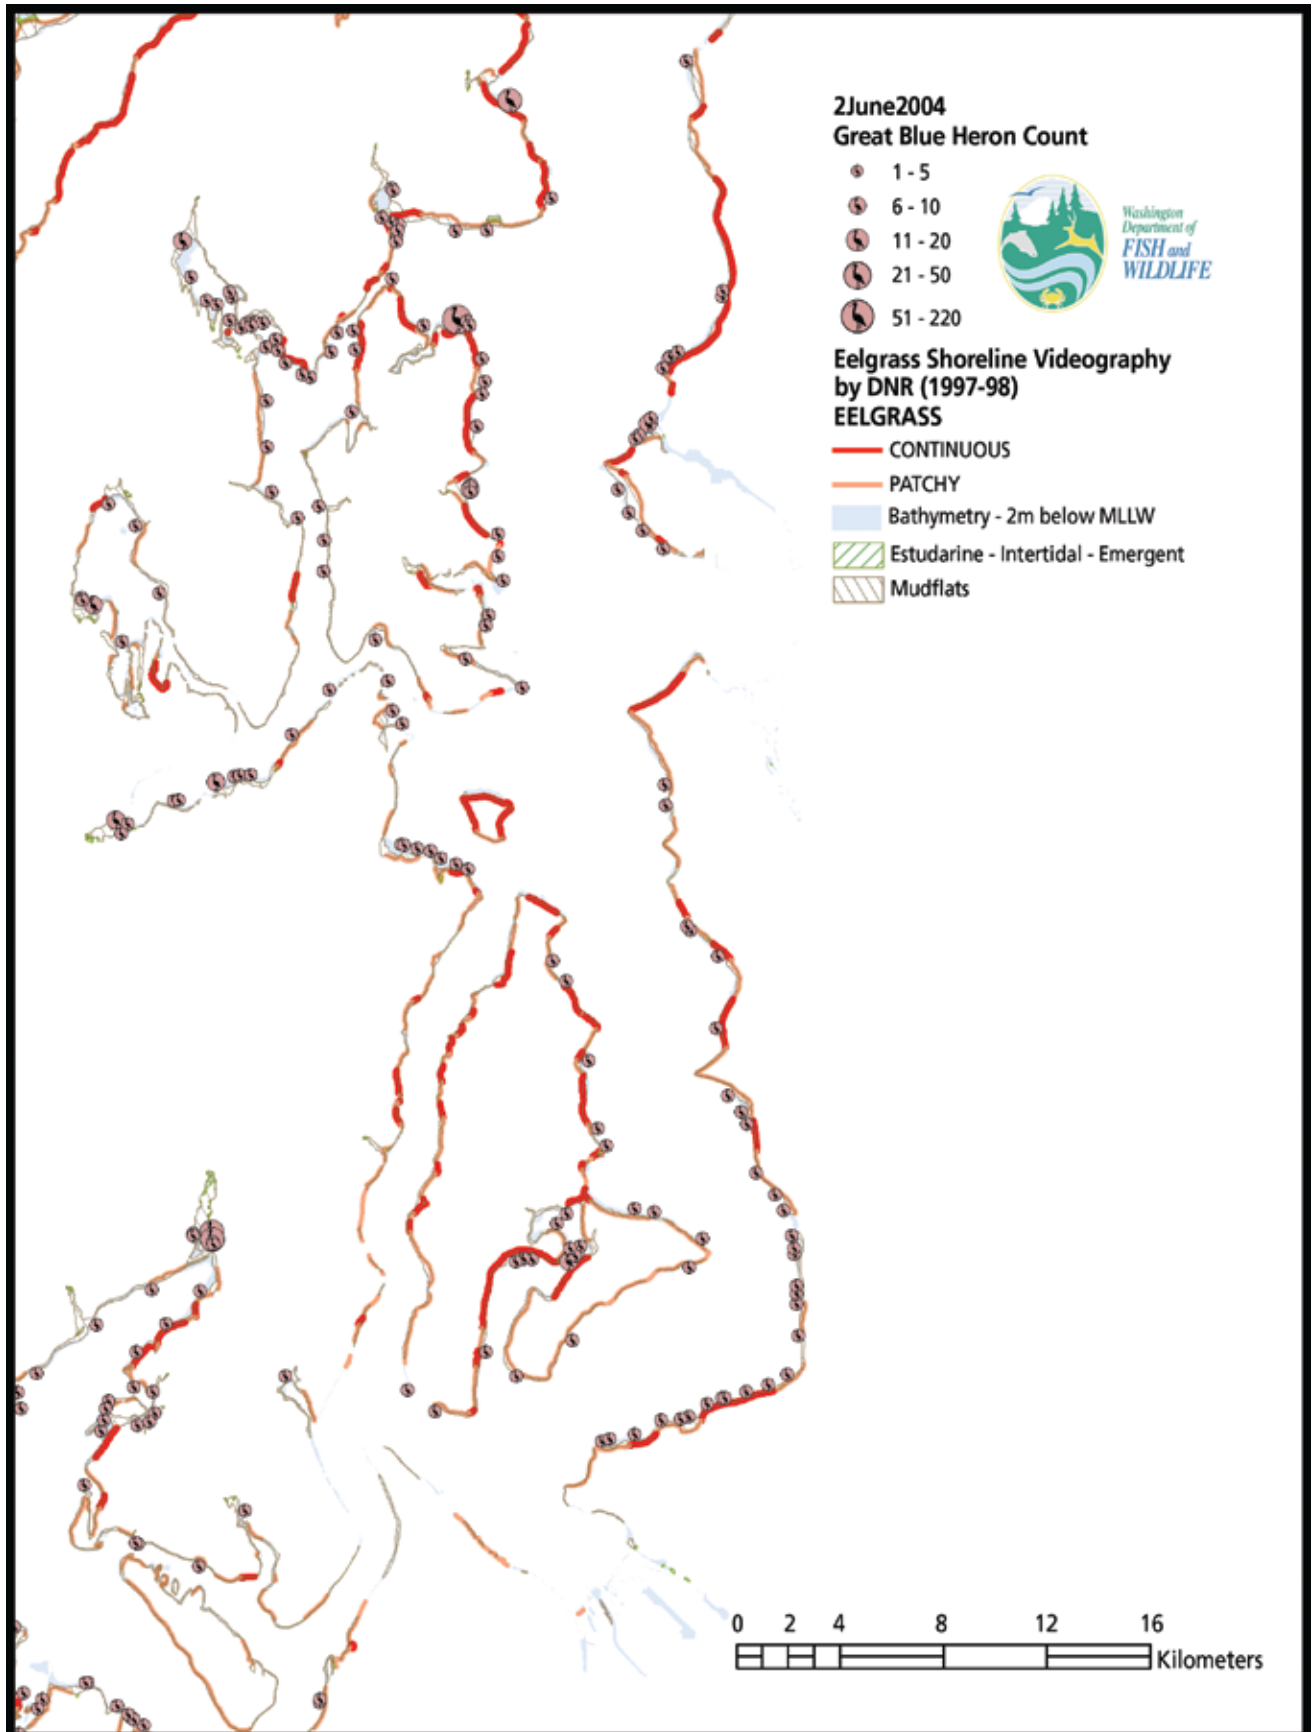 2June2004
Great Blue Heron Count
1 - 5
6 - 10
11 - 20
21 - 50
51 - 220
Washington
Department of
FISH and
WILDLIFE
Eelgrass Shoreline Videography
by DNR (1997-98)
EELGRASS
CONTINUOUS
PATCHY
Bathymetry - 2m below MLLW
Estudarine - Intertidal - Emergent
Mudflats
0 2 4 8 12 16
Kilometers